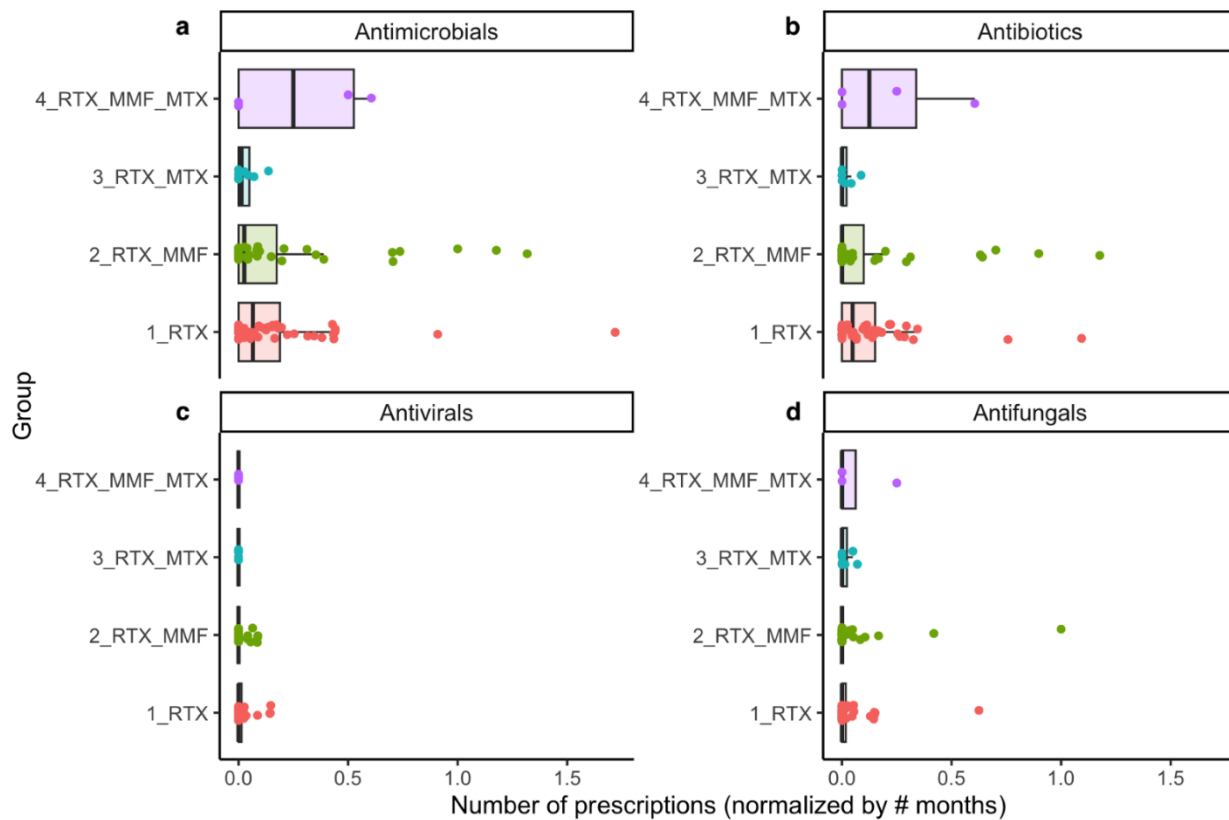 a Antimicrobials
b Antibiotics
4_RTX_MMF_MTX
4_RTX_MMF_MTX
3_RTX_MTX
3_RTX_MTX
2_RTX_MMF
2_RTX_MMF
1_RTX
1_RTX
Group
c Antivirals
d Antifungals
4_RTX_MMF_MTX
4_RTX_MMF_MTX
3_RTX_MTX
3_RTX_MTX
2_RTX_MMF
2_RTX_MMF
1_RTX
1_RTX
0.0 0.5 1.0 1.5
0.0 0.5 1.0 1.5
Number of prescriptions (normalized by # months)